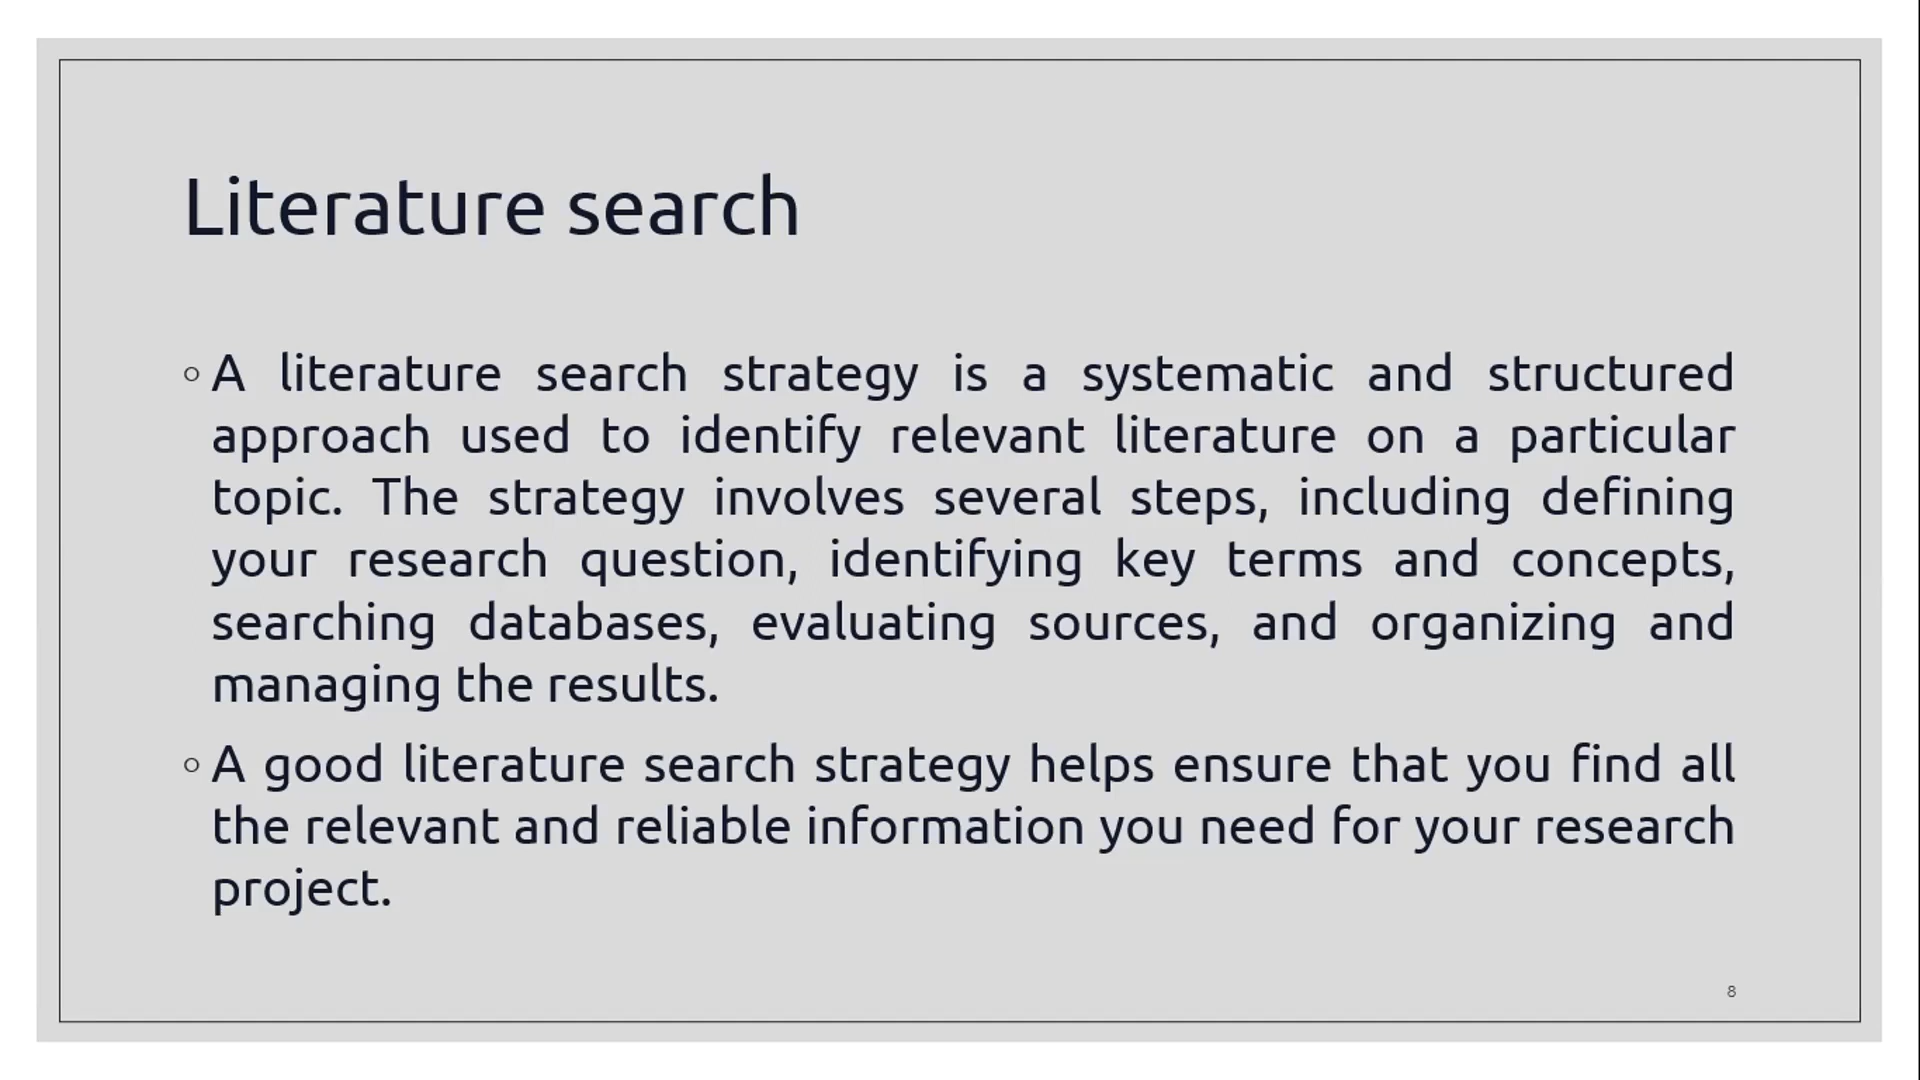 Literature search
◦ A literature search strategy is a systematic and structured
approach used to identify relevant literature on a particular
topic. The strategy involves several steps, including defining
your research question, identifying key terms and concepts,
searching databases, evaluating sources, and organizing and
managing the results.
◦ A good literature search strategy helps ensure that you find all
the relevant and reliable information you need for your research
project.
8